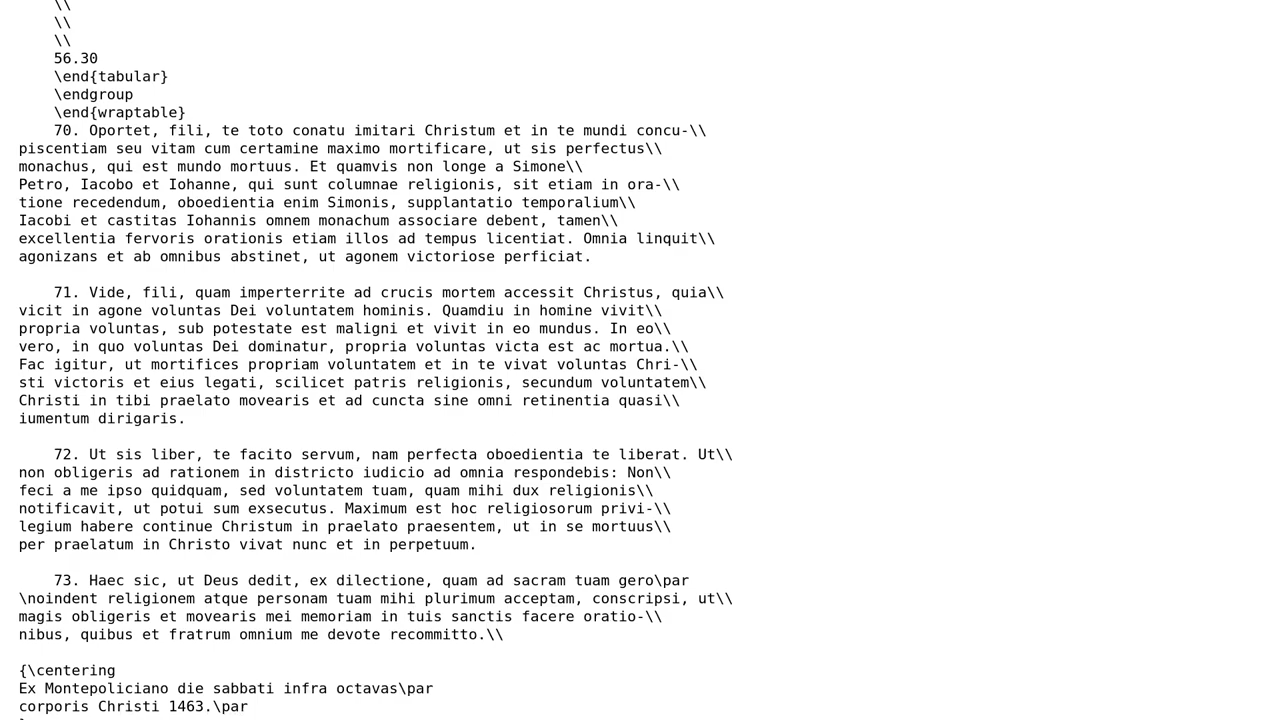 \\
\\
\\
56.30
\end{tabular}
\endgroup
\end{wraptable}
70. Oportet, fili, te toto conatu imitari Christum et in te mundi concu-\\
piscentiam seu vitam cum certamine maximo mortificare, ut sis perfectus\\
monachus, qui est mundo mortuus. Et quamvis non longe a Simone\\
Petro, Iacobo et Iohanne, qui sunt columnae religionis, sit etiam in ora-\\
tione recedendum, oboedientia enim Simonis, supplantatio temporalium\\
Iacobi et castitas Iohannis omnem monachum associare debent, tamen\\
excellentia fervoris orationis etiam illos ad tempus licentiat. Omnia linquit\\
agonizans et ab omnibus abstinet, ut agonem victoriose perficiat.

71. Vide, fili, quam imperterrite ad crucis mortem accessit Christus, quia\\
vicit in agone voluntas Dei voluntatem hominis. Quamdiu in homine vivit\\
propria voluntas, sub potestate est maligni et vivit in eo mundus. In eo\\
vero, in quo voluntas Dei dominatur, propria voluntas victa est ac mortua.\\
Fac igitur, ut mortifices propriam voluntatem et in te vivat voluntas Chri-\\
sti victoris et eius legati, scilicet patris religionis, secundum voluntatem\\
Christi in tibi praelato movearis et ad cuncta sine omni retinentia quasi\\
iumentum dirigaris.

72. Ut sis liber, te facito servum, nam perfecta oboedientia te liberat. Ut\\
non obligeris ad rationem in districto iudicio ad omnia respondebis: Non\\
feci a me ipso quidquam, sed voluntatem tuam, quam mihi dux religionis\\
notificavit, ut potui sum exsecutus. Maximum est hoc religiosorum privi-\\
legium habere continue Christum in praelato praesentem, ut in se mortuus\\
per praelatum in Christo vivat nunc et in perpetuum.

73. Haec sic, ut Deus dedit, ex dilectione, quam ad sacram tuam gero\par
\noindent religionem atque personam tuam mihi plurimum acceptam, conscripsi, ut\\
magis obligeris et movearis mei memoriam in tuis sanctis facere oratio-\\
nibus, quibus et fratrum omnium me devote recommitto.\\

{\centering
Ex Montepoliciano die sabbati infra octavas\par
corporis Christi 1463.\par